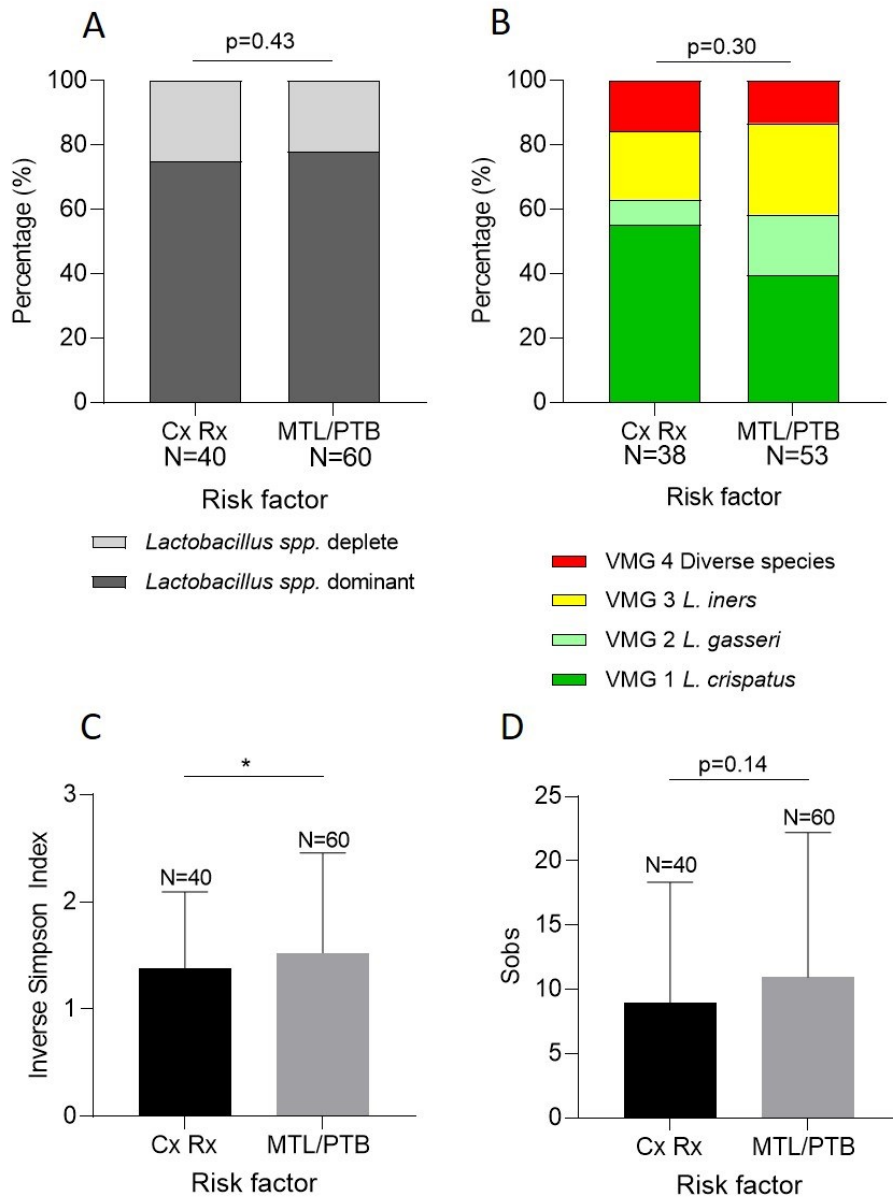 A
p=0.43
100
80
60
40
20
0
Percentage (%)
Cx Rx MTL/PTB
N=40 N=60
Risk factor
Lactobacillus spp. deplete
Lactobacillus spp. dominant
B
p=0.30
100
80
60
40
20
0
Percentage (%)
Cx Rx MTL/PTB
N=38 N=53
Risk factor
VMG 4 Diverse species
VMG 3 L. iners
VMG 2 L. gasseri
VMG 1 L. crispatus
C
*
3
2
1
0
Inverse Simpson Index
N=40 N=60
Cx Rx MTL/PTB
Risk factor
D
p=0.14
25
20
15
10
5
0
Sobs
N=40 N=60
Cx Rx MTL/PTB
Risk factor